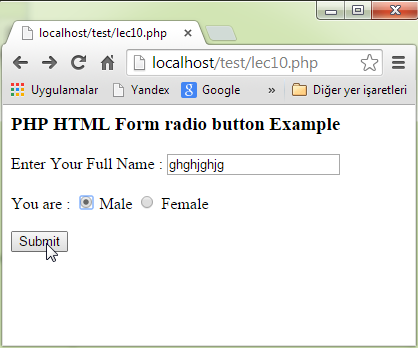 localhost/test/lec10.php
localhost/test/lec10.php
Uygulamalar Yandex Google » Diğer yer işaretleri
PHP HTML Form radio button Example
Enter Your Full Name : ghghjghjg
You are : Male Female
Submit